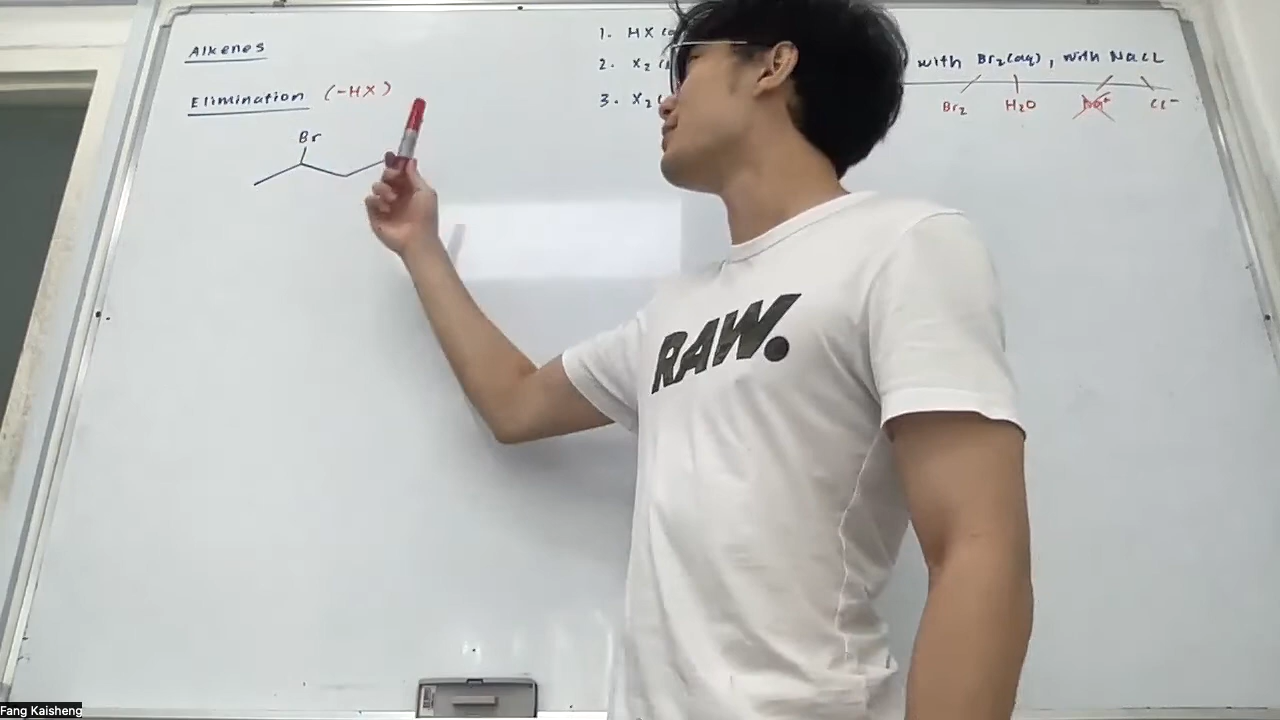 Alkenes
Elimination (-HX)
Br
1. HX
2. X₂
3. X₂
with Br₂(aq), with NaCl
Br₂ H₂O Na⁺ Cl⁻
RAW.
Fang Kaisheng